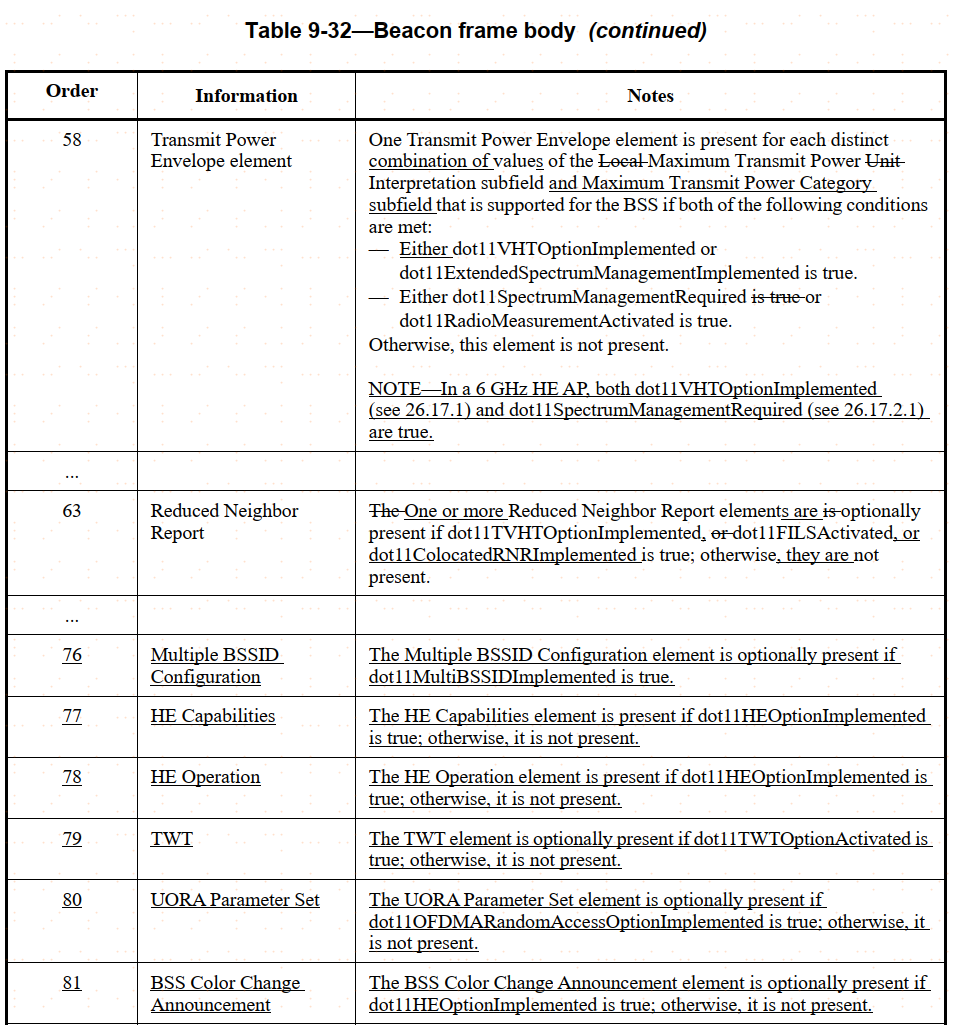 Table 9-32—Beacon frame body (continued)
Order
Information
Notes
58
Transmit Power
Envelope element
One Transmit Power Envelope element is present for each distinct
combination of values of the Local Maximum Transmit Power Unit
Interpretation subfield and Maximum Transmit Power Category
subfield that is supported for the BSS if both of the following conditions
are met:
— Either dot11VHTOptionImplemented or
dot11ExtendedSpectrumManagementImplemented is true.
— Either dot11SpectrumManagementRequired is true or
dot11RadioMeasurementActivated is true.
Otherwise, this element is not present.
NOTE—In a 6 GHz HE AP, both dot11VHTOptionImplemented
(see 26.17.1) and dot11SpectrumManagementRequired (see 26.17.2.1)
are true.
...
63
Reduced Neighbor
Report
The One or more Reduced Neighbor Report elements are is optionally
present if dot11TVHTOptionImplemented, or dot11FILSActivated, or
dot11ColocatedRNRImplemented is true; otherwise, they are not
present.
...
76
Multiple BSSID
Configuration
The Multiple BSSID Configuration element is optionally present if
dot11MultiBSSIDImplemented is true.
77
HE Capabilities
The HE Capabilities element is present if dot11HEOptionImplemented
is true; otherwise, it is not present.
78
HE Operation
The HE Operation element is present if dot11HEOptionImplemented is
true; otherwise, it is not present.
79
TWT
The TWT element is optionally present if dot11TWTOptionActivated is
true; otherwise, it is not present.
80
UORA Parameter Set
The UORA Parameter Set element is optionally present if
dot11OFDMARandomAccessOptionImplemented is true; otherwise, it
is not present.
81
BSS Color Change
Announcement
The BSS Color Change Announcement element is optionally present if
dot11HEOptionImplemented is true; otherwise, it is not present.